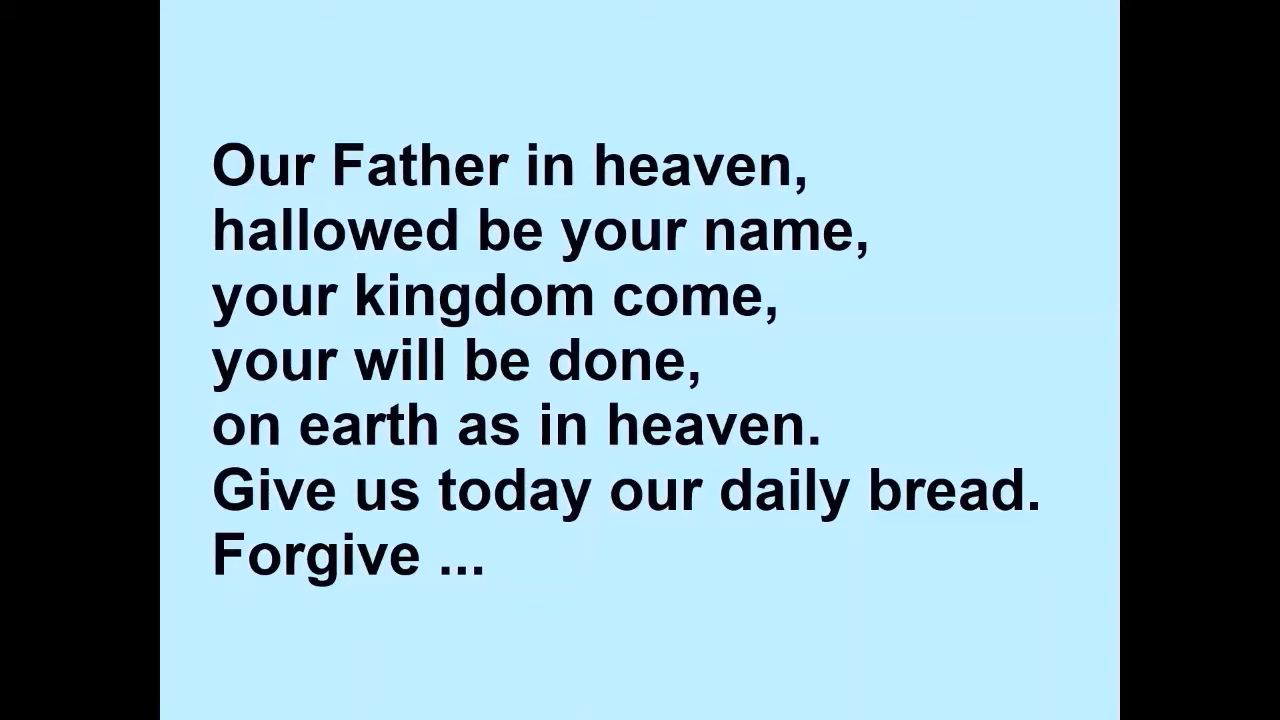 Our Father in heaven,
hallowed be your name,
your kingdom come,
your will be done,
on earth as in heaven.
Give us today our daily bread.
Forgive ...